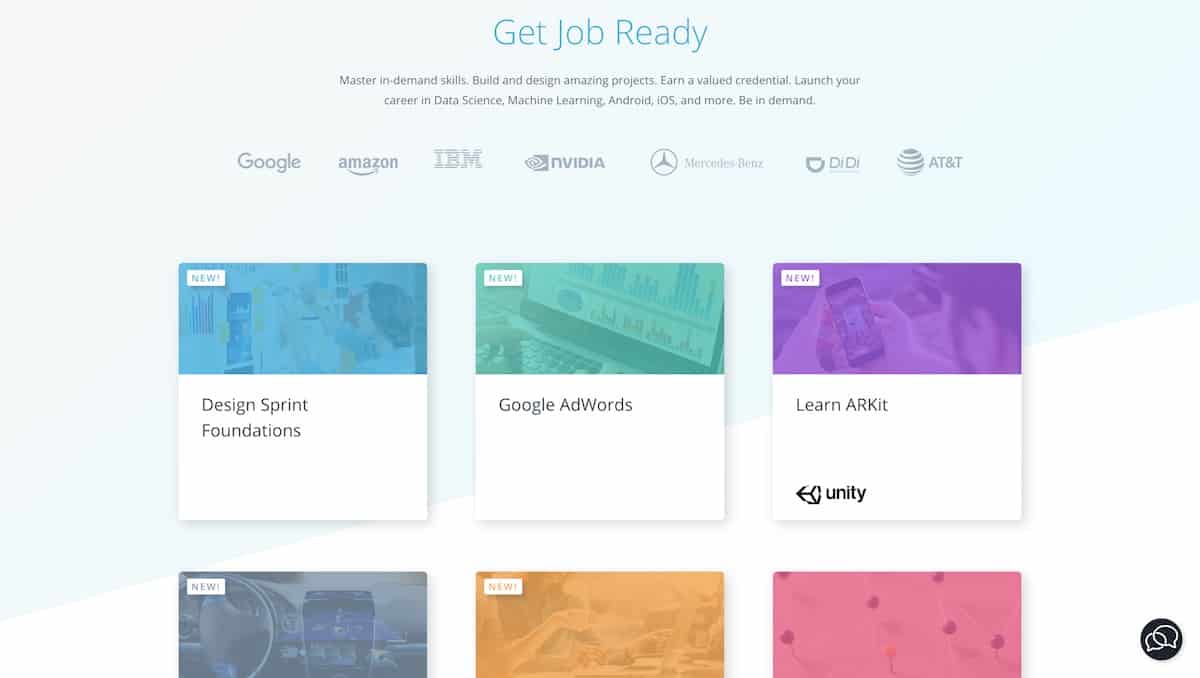 Get Job Ready
Master in-demand skills. Build and design amazing projects. Earn a valued credential. Launch your
career in Data Science, Machine Learning, Android, iOS, and more. Be in demand.
Google amazon IBM NVIDIA Mercedes-Benz DiDi AT&T
NEW! NEW! NEW!
Design Sprint
Foundations
Google AdWords
Learn ARKit
unity
NEW! NEW!